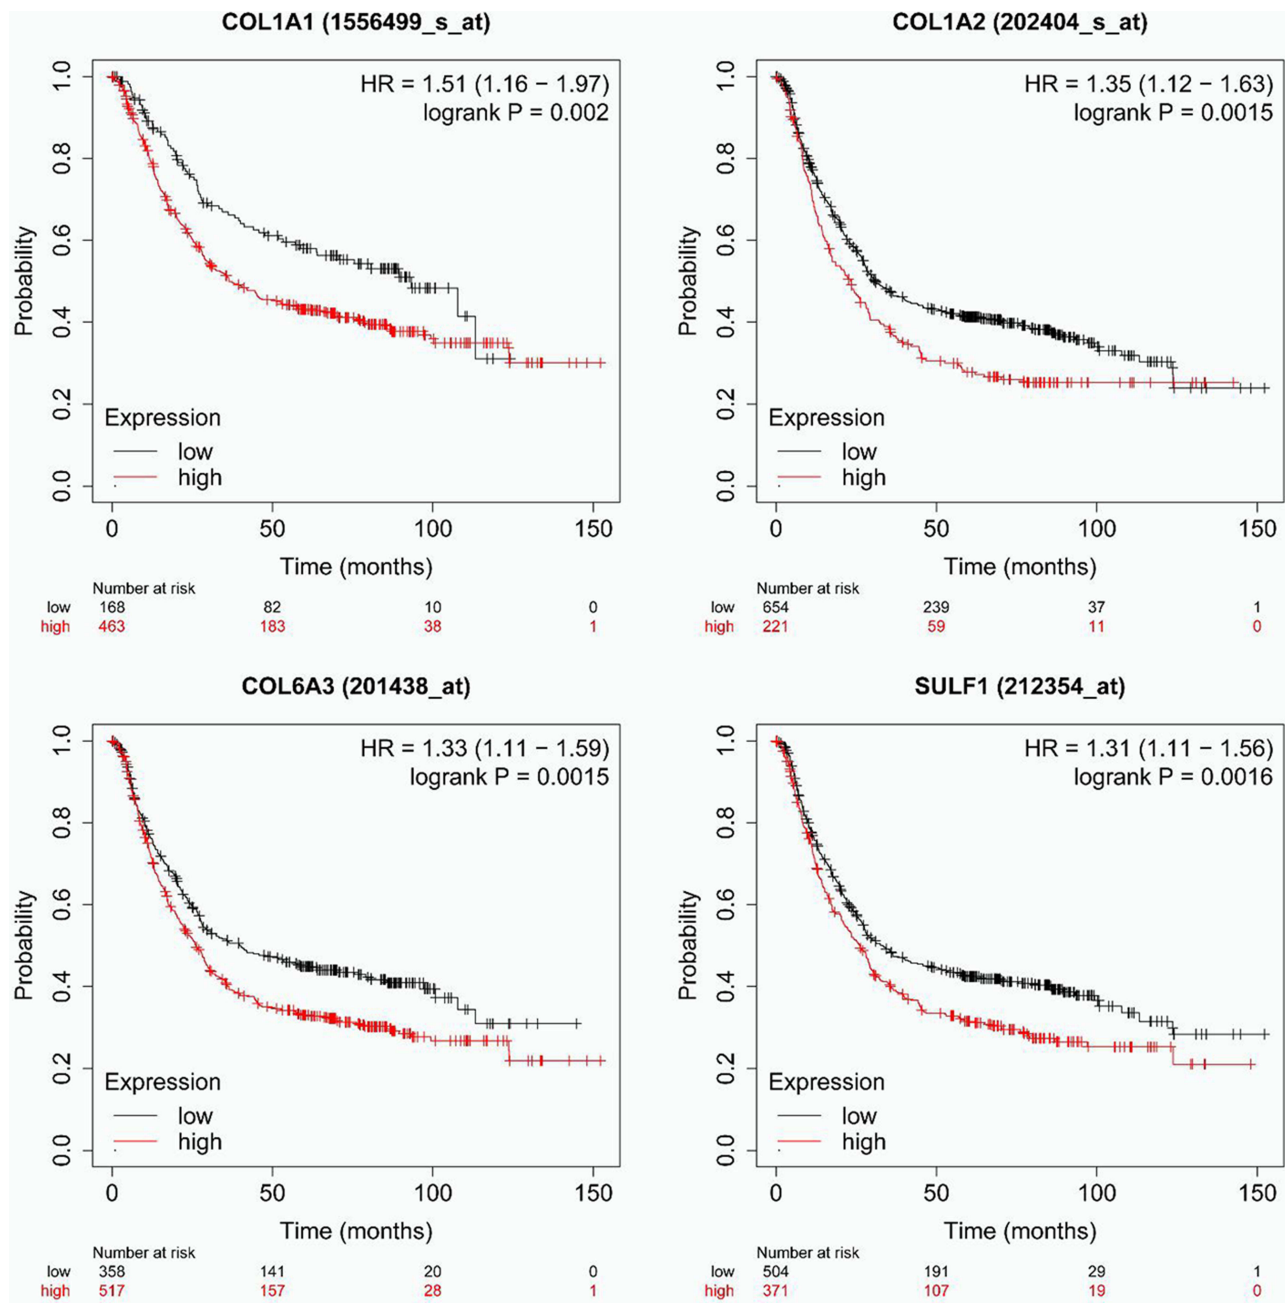 COL1A1 (1556499_s_at)
HR = 1.51 (1.16 − 1.97)
logrank P = 0.002
Probability
1.0
0.8
0.6
0.4
0.2
0.0
Expression
low
high
0 50 100 150
Time (months)
Number at risk
low 168 82 10 0
high 463 183 38 1
COL1A2 (202404_s_at)
HR = 1.35 (1.12 − 1.63)
logrank P = 0.0015
Probability
1.0
0.8
0.6
0.4
0.2
0.0
Expression
low
high
0 50 100 150
Time (months)
Number at risk
low 654 239 37 1
high 221 59 11 0
COL6A3 (201438_at)
HR = 1.33 (1.11 − 1.59)
logrank P = 0.0015
Probability
1.0
0.8
0.6
0.4
0.2
0.0
Expression
low
high
0 50 100 150
Time (months)
Number at risk
low 358 141 20 0
high 517 157 28 1
SULF1 (212354_at)
HR = 1.31 (1.11 − 1.56)
logrank P = 0.0016
Probability
1.0
0.8
0.6
0.4
0.2
0.0
Expression
low
high
0 50 100 150
Time (months)
Number at risk
low 504 191 29 1
high 371 107 19 0